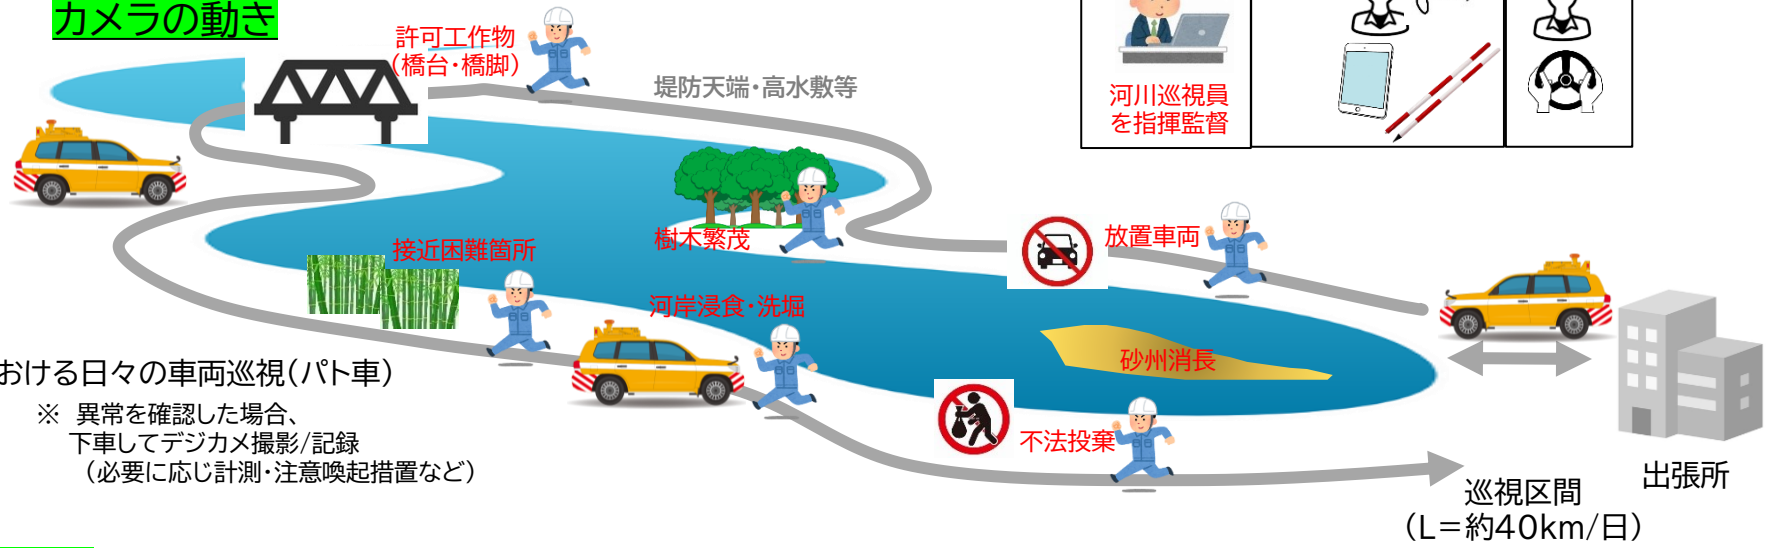 カメラの動き
許可工作物
（橋台・橋脚）
堤防天端・高水敷等
河川巡視員
を指揮監督
樹木繁茂
放置車両
接近困難箇所
河岸浸食・洗堀
砂州消長
おける日々の車両巡視（パト車）
※ 異常を確認した場合、
下車してデジカメ撮影/記録
（必要に応じ計測・注意喚起措置など）
不法投棄
出張所
巡視区間
（L＝約40km/日）